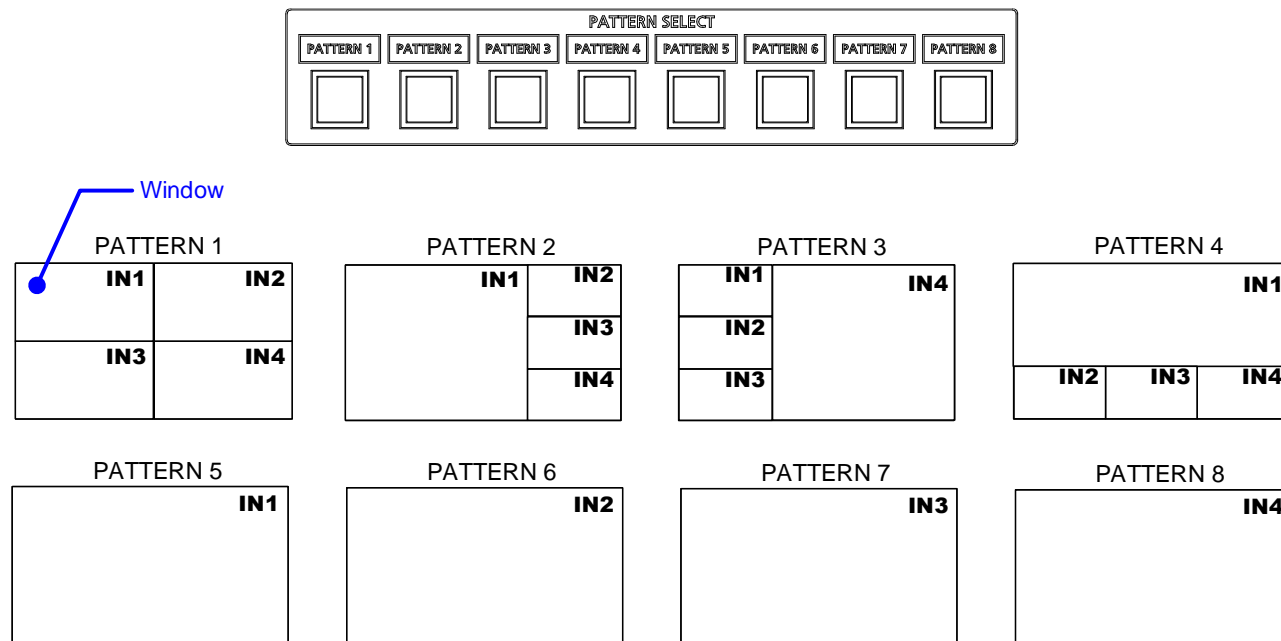 PATTERN SELECT
PATTERN 1 PATTERN 2 PATTERN 3 PATTERN 4 PATTERN 5 PATTERN 6 PATTERN 7 PATTERN 8
Window
PATTERN 1 PATTERN 2 PATTERN 3 PATTERN 4
IN1 IN2 IN1 IN2 IN1 IN4 IN1
IN3 IN2
IN3 IN4 IN4 IN3 IN2 IN3 IN4
PATTERN 5 PATTERN 6 PATTERN 7 PATTERN 8
IN1 IN2 IN3 IN4